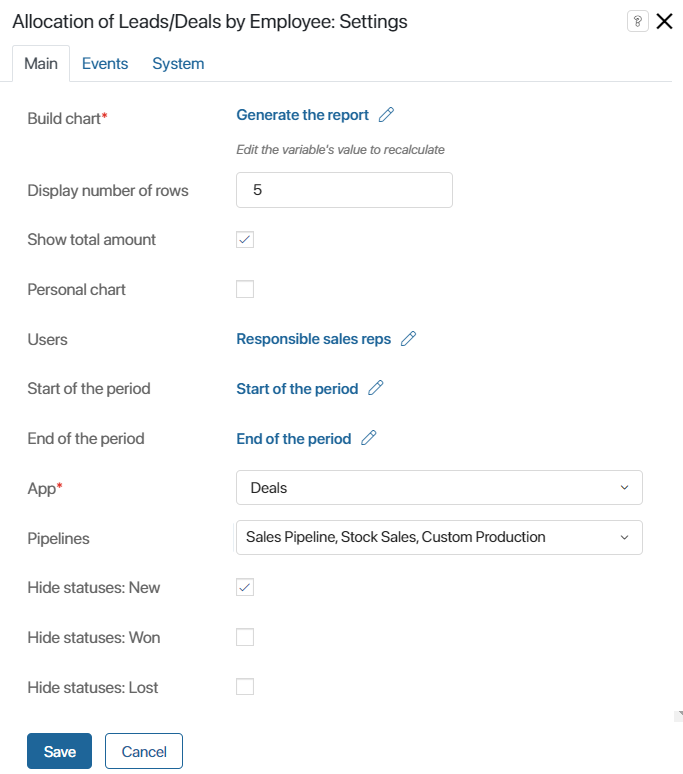 Allocation of Leads/Deals by Employee: Settings
?
Main Events System
Build chart* Generate the report
Edit the variable's value to recalculate
Display number of rows 5
Show total amount
Personal chart
Users Responsible sales reps
Start of the period Start of the period
End of the period End of the period
App* Deals
Pipelines Sales Pipeline, Stock Sales, Custom Production
Hide statuses: New
Hide statuses: Won
Hide statuses: Lost
Save Cancel